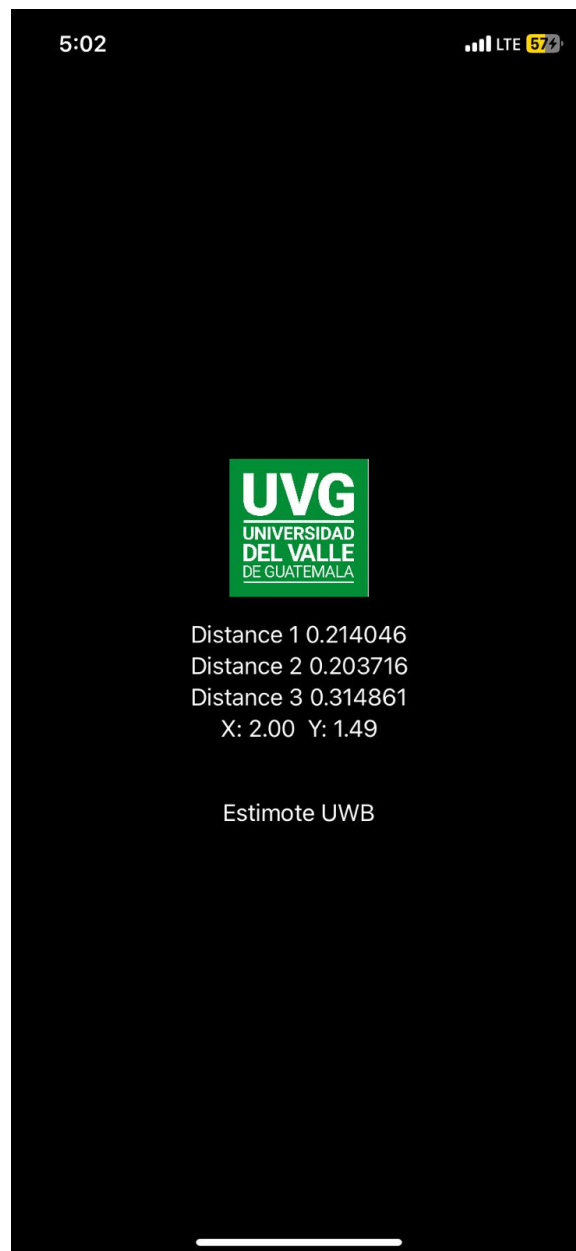 5:02 LTE 57
UVG
UNIVERSIDAD
DEL VALLE
DE GUATEMALA
Distance 1 0.214046
Distance 2 0.203716
Distance 3 0.314861
X: 2.00 Y: 1.49
Estimote UWB